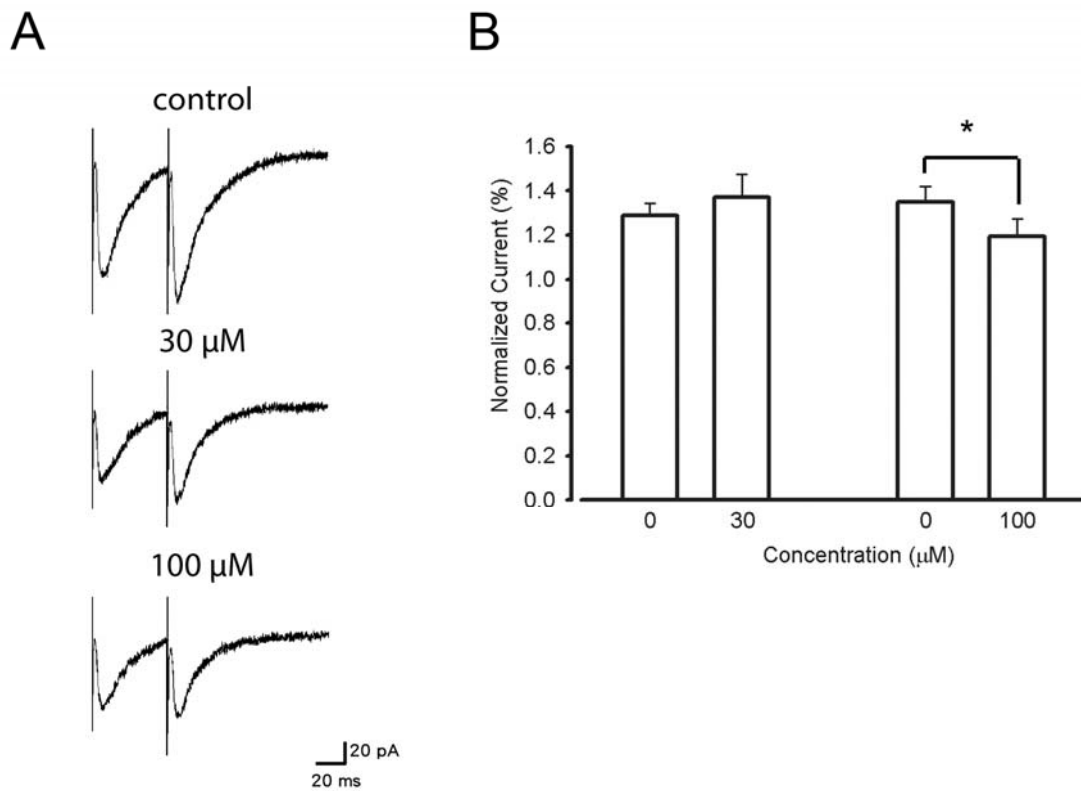 A
control
30 μM
100 μM
20 pA
20 ms
B
*
Normalized Current (%)
1.6
1.4
1.2
1.0
0.8
0.6
0.4
0.2
0.0
0
30
0
100
Concentration (μM)